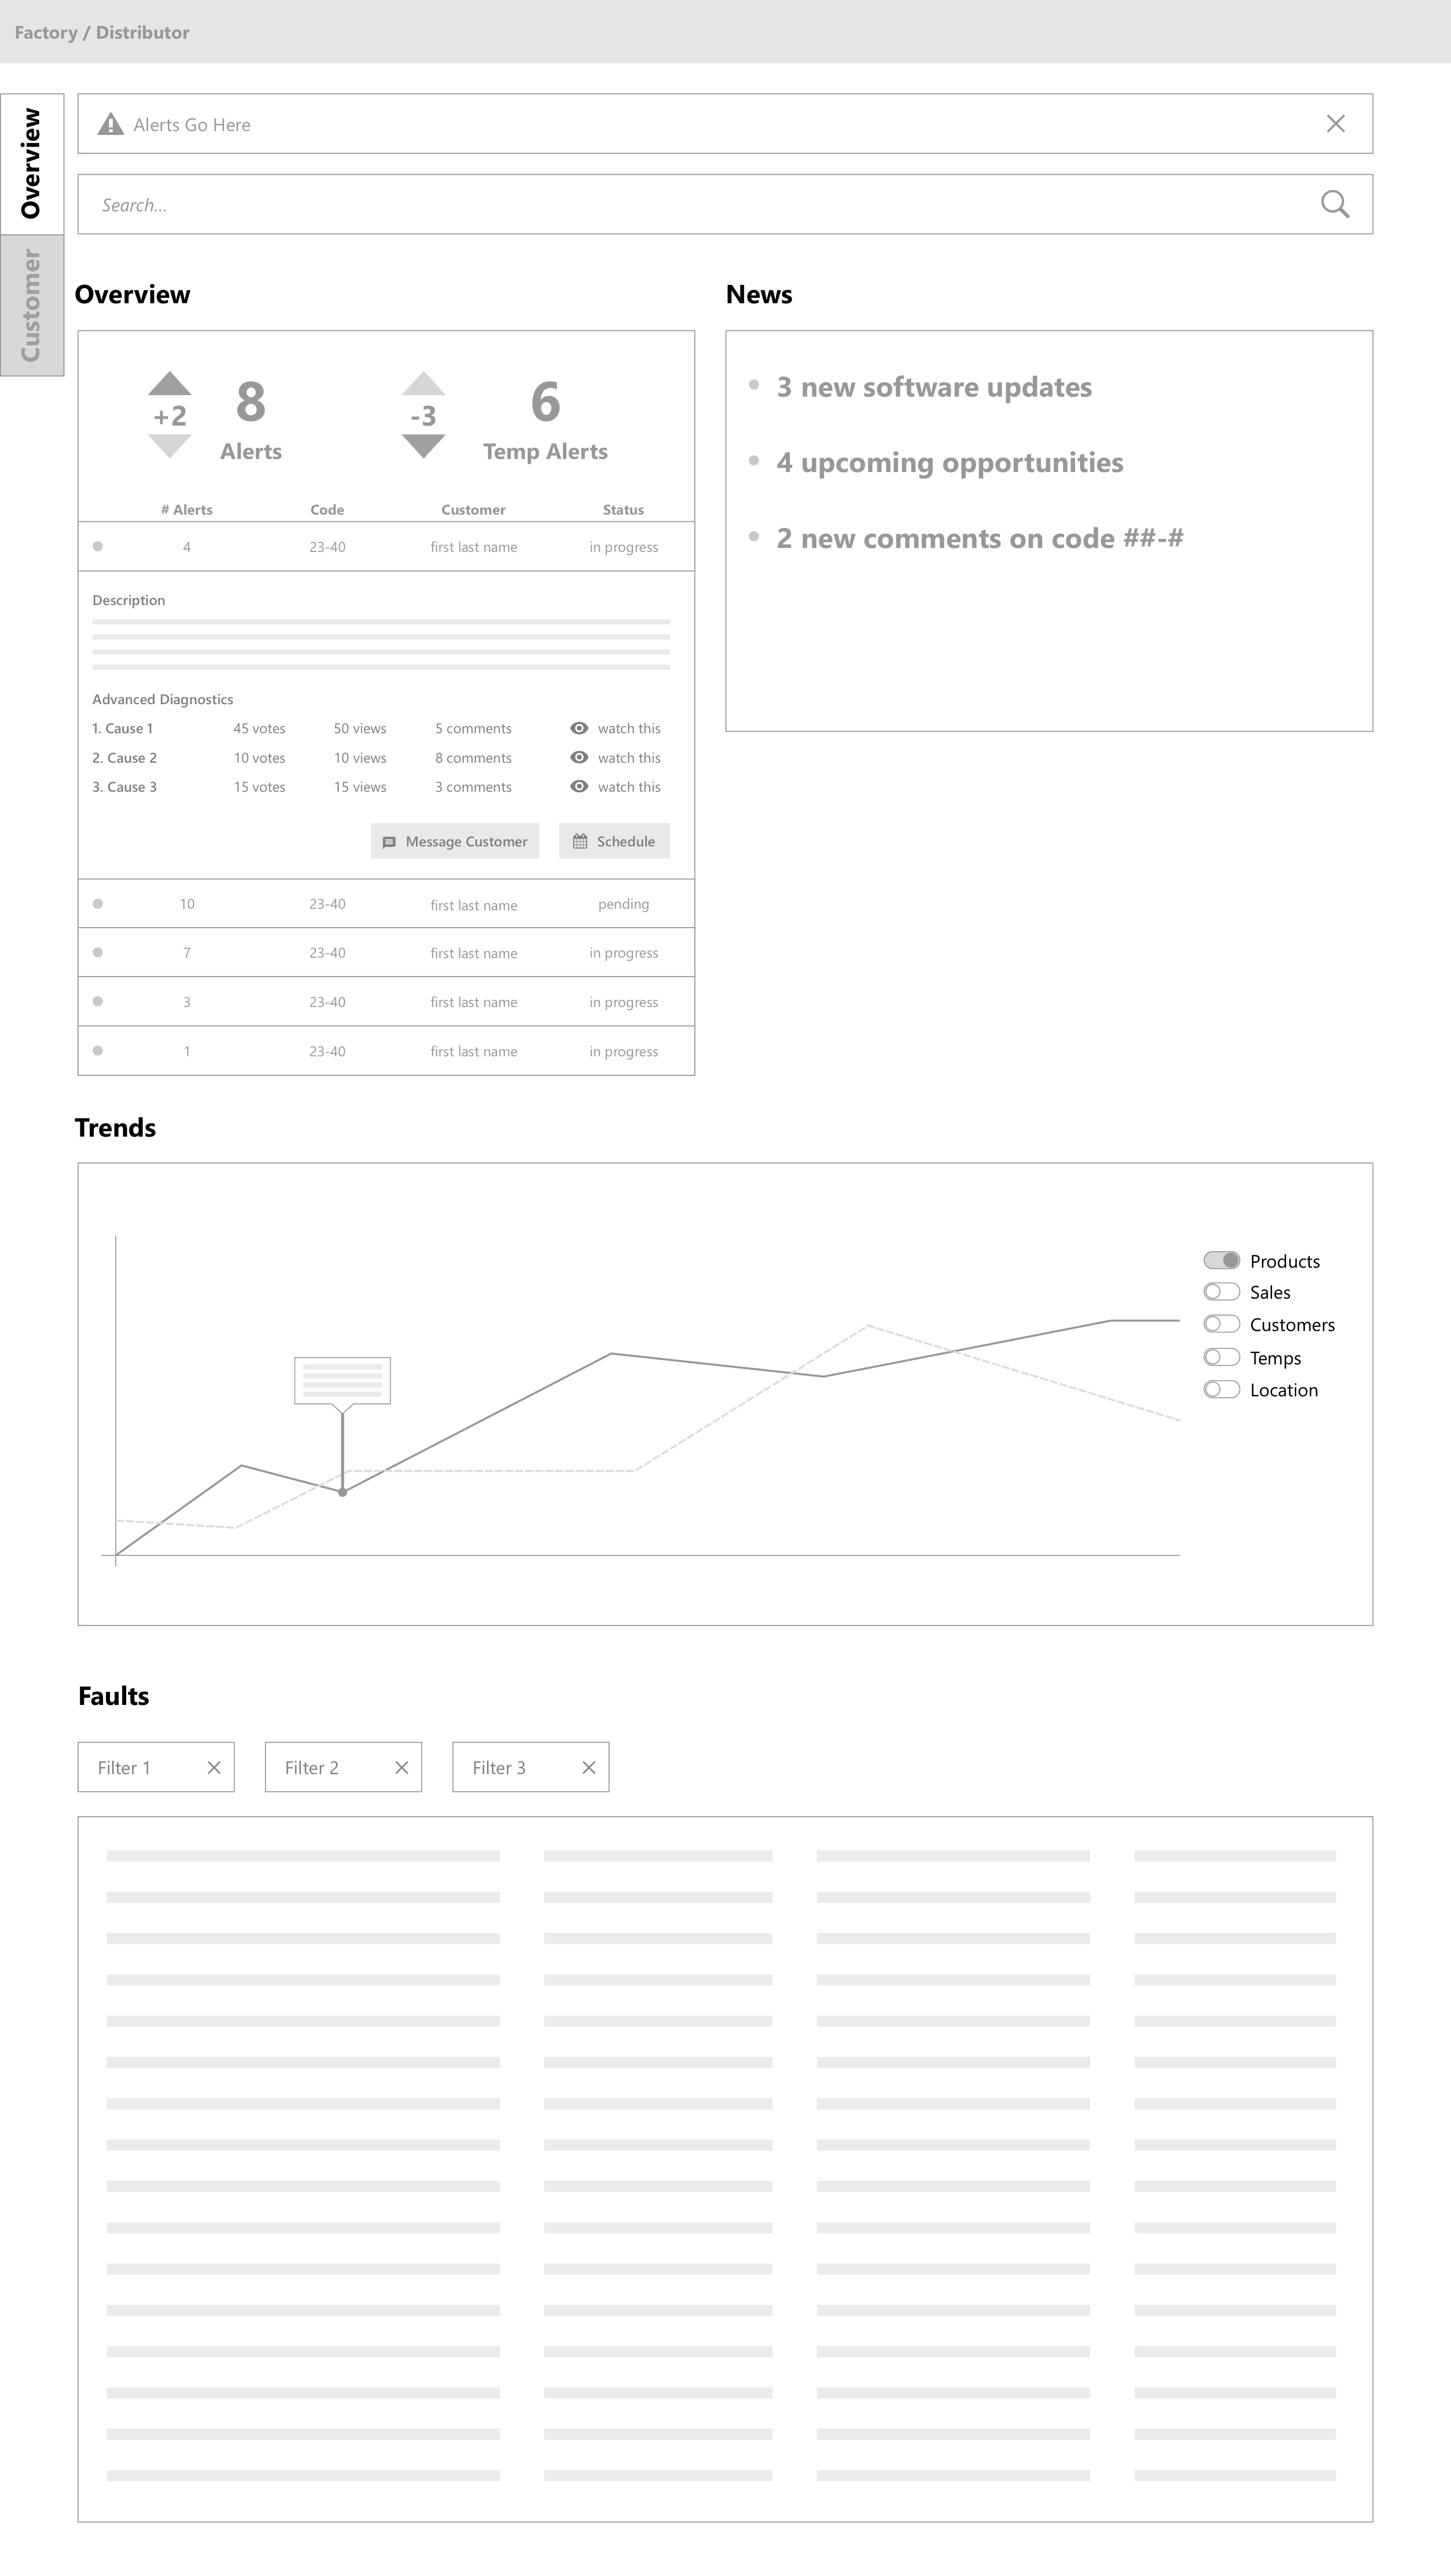 Factory / Distributor
Overview
Customer
Alerts Go Here
Search...
Overview
+2
8
Alerts
-3
6
Temp Alerts
# Alerts Code Customer Status
4 23-40 first last name in progress
Description
Advanced Diagnostics
1. Cause 1 45 votes 50 views 5 comments watch this
2. Cause 2 10 votes 10 views 8 comments watch this
3. Cause 3 15 votes 15 views 3 comments watch this
Message Customer Schedule
10 23-40 first last name pending
7 23-40 first last name in progress
3 23-40 first last name in progress
1 23-40 first last name in progress
News
3 new software updates
4 upcoming opportunities
2 new comments on code ##-#
Trends
Products
Sales
Customers
Temps
Location
Faults
Filter 1 Filter 2 Filter 3